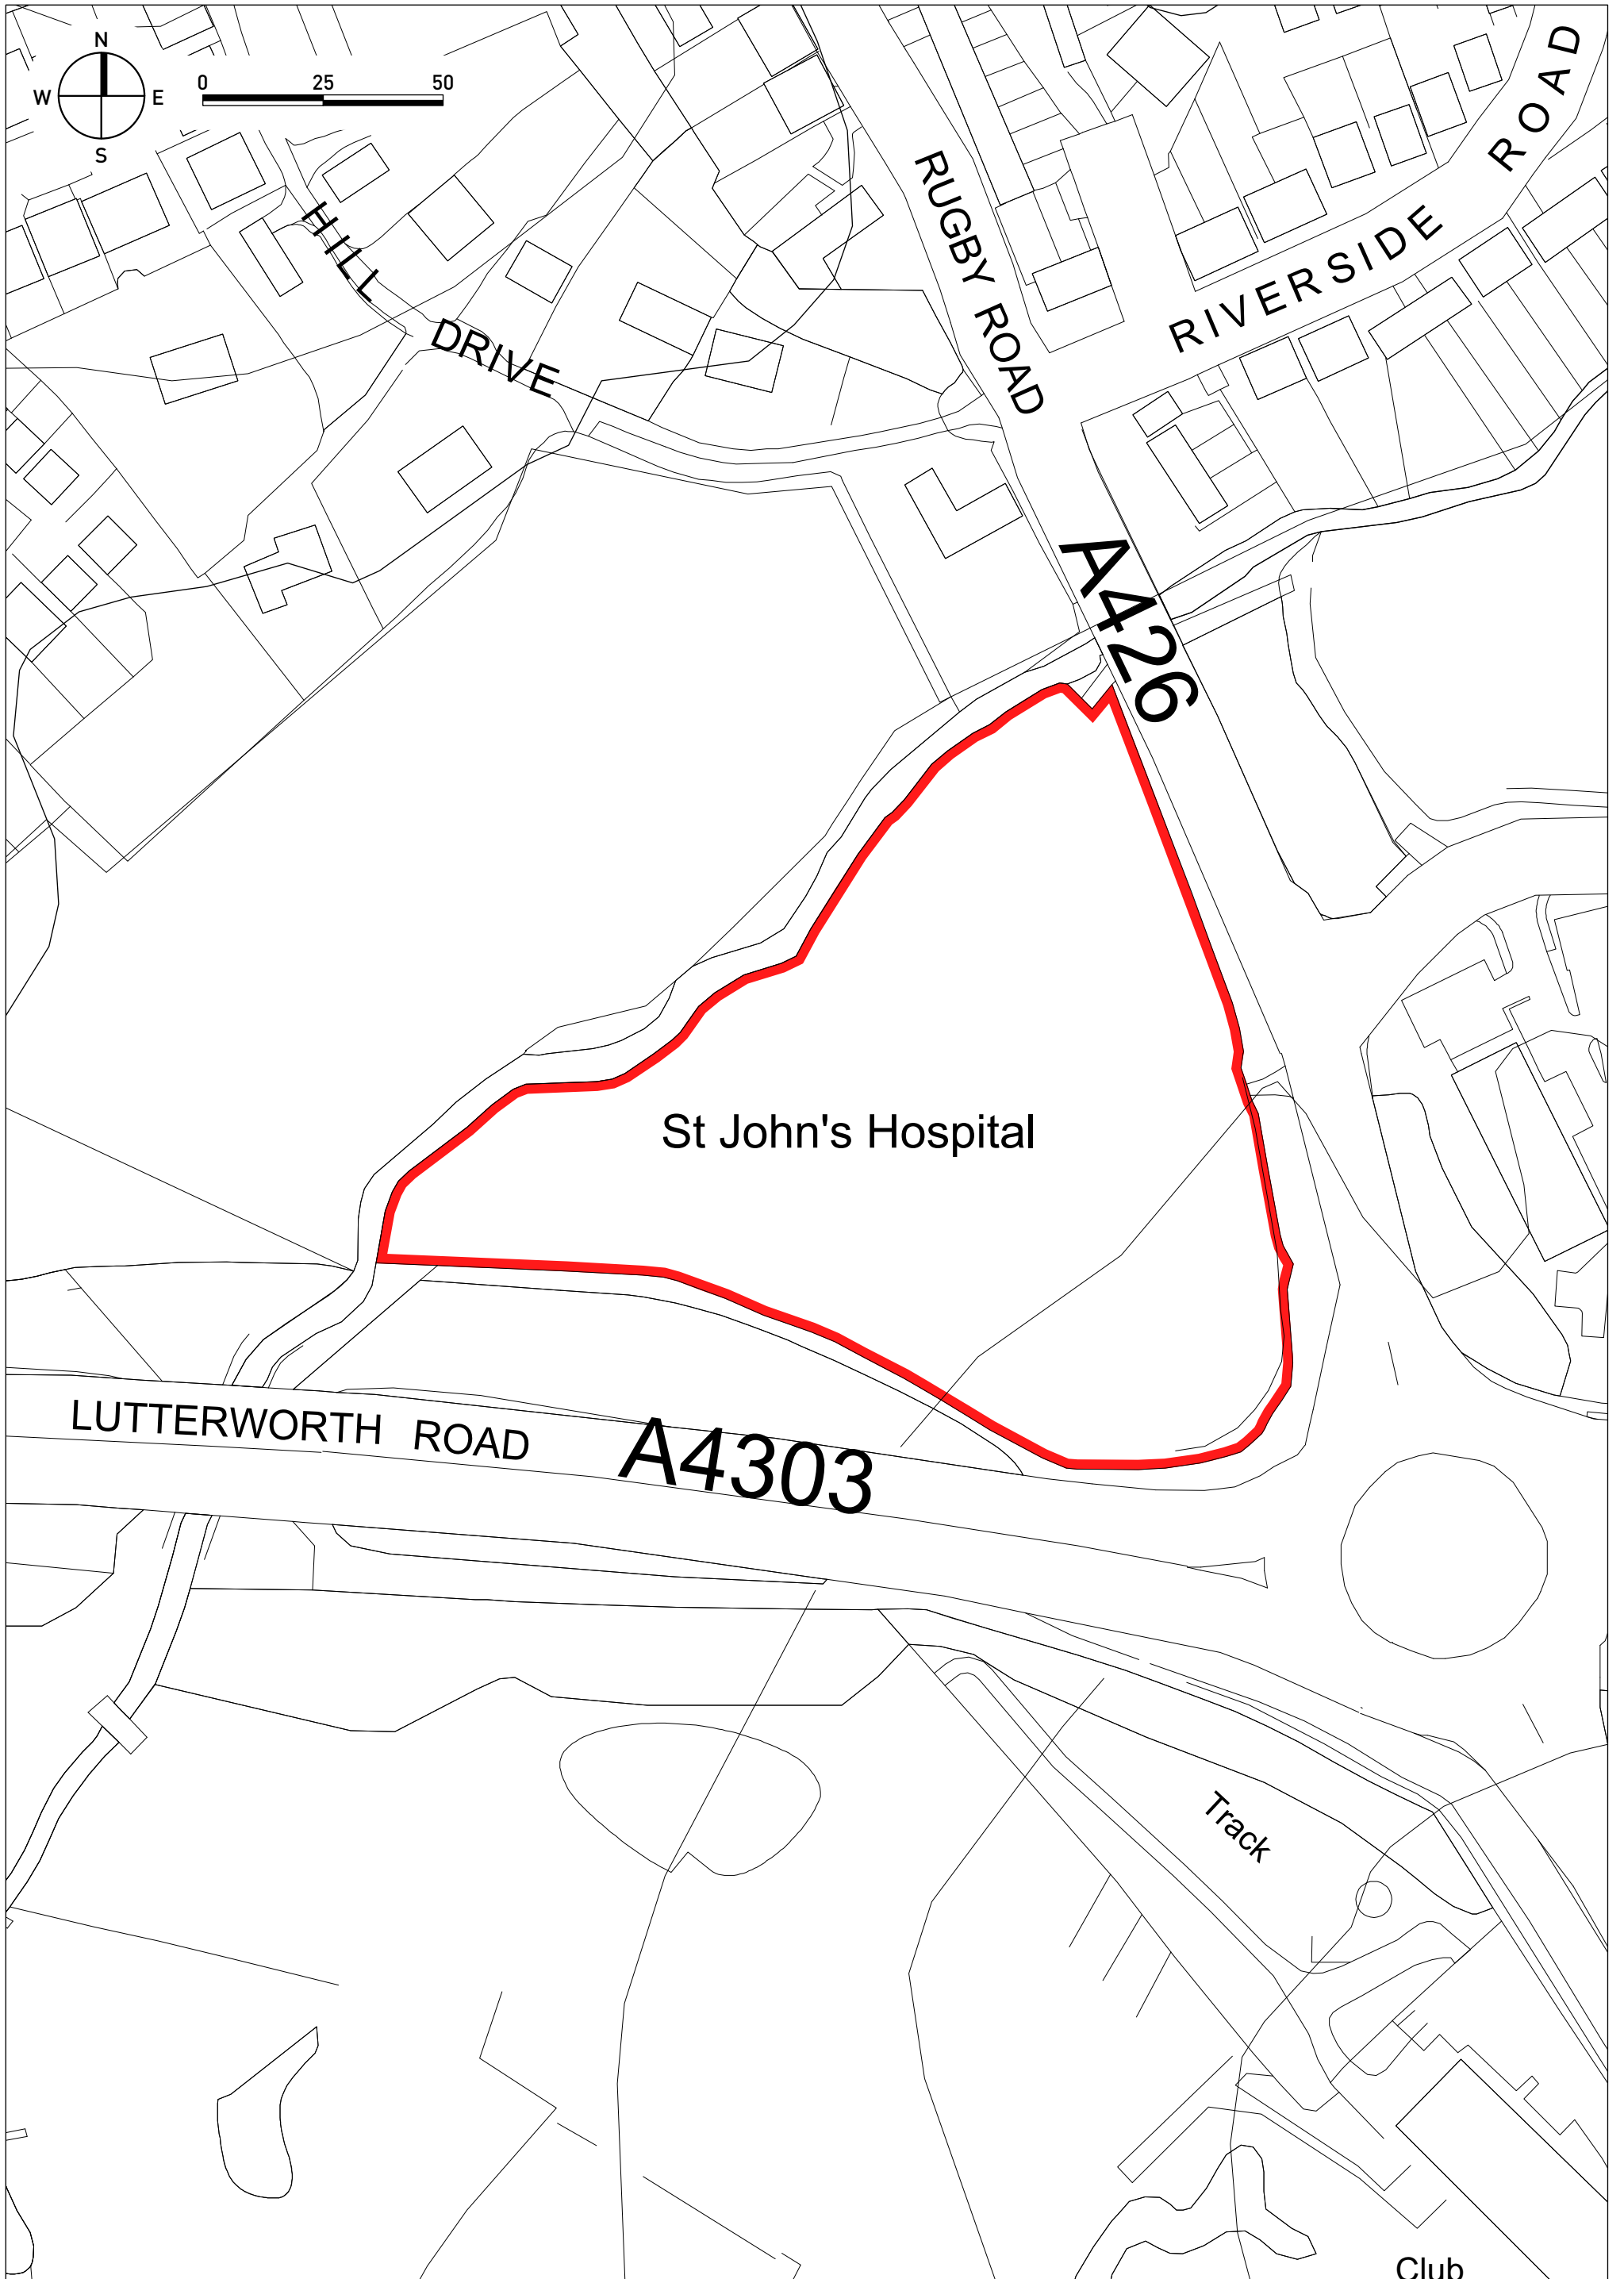 N
W E
S
0 25 50
HILL
DRIVE
RUGBY ROAD
RIVERSIDE ROAD
A426
St John's Hospital
LUTTERWORTH ROAD
A4303
Track
Club